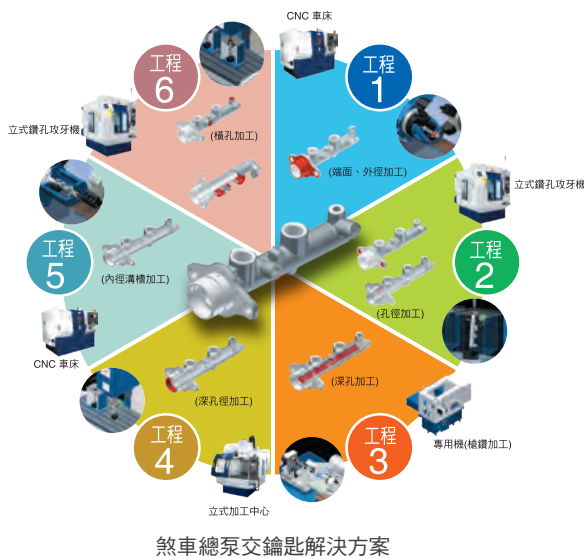 CNC 車床
工程
1
(端面、外徑加工)
立式鑽孔攻牙機
工程
2
(孔徑加工)
專用機(槍鑽加工)
工程
3
(深孔加工)
立式加工中心
工程
4
(深孔徑加工)
CNC 車床
工程
5
(內徑溝槽加工)
立式鑽孔攻牙機
工程
6
(橫孔加工)
煞車總泵交鑰匙解決方案